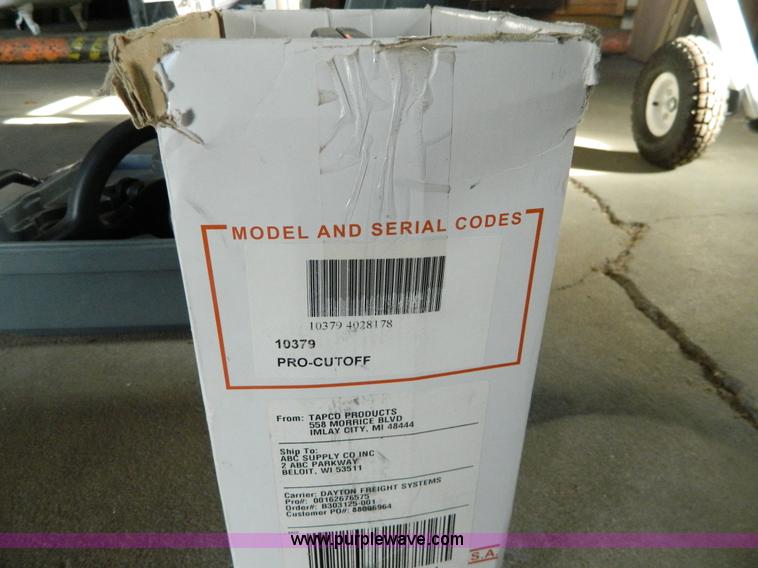 MODEL AND SERIAL CODES
10379 4028178
10379
PRO-CUTOFF
From: TAPCO PRODUCTS
558 MORRICE BLVD
IMLAY CITY, MI 48444
Ship To:
ABC SUPPLY CO INC
2 ABC PARKWAY
BELOIT, WI 53511
Carrier: DAYTON FREIGHT SYSTEMS
Pro#: 00162676575
Order#: B303125-001
Customer PO#: 88006964
www.purplewave.com
S.A.